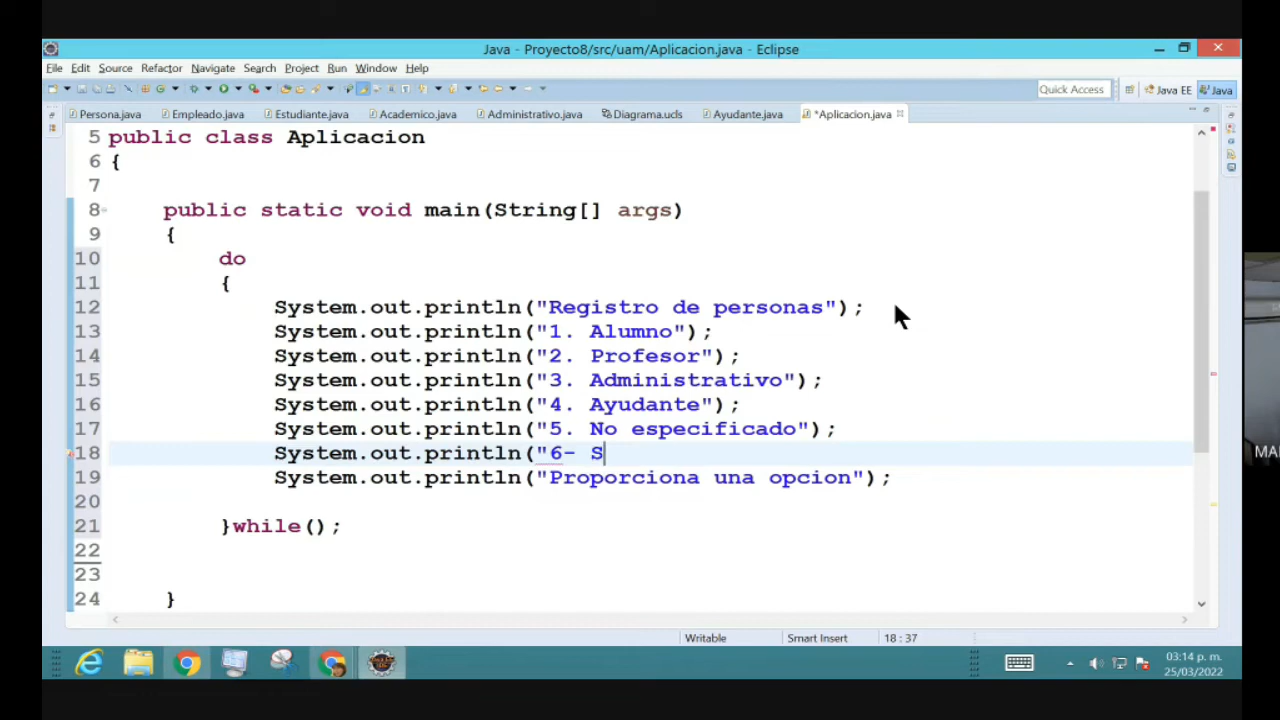 Java - Proyecto8/src/uam/Aplicacion.java - Eclipse
File Edit Source Refactor Navigate Search Project Run Window Help
Quick Access Java EE Java
Persona.java Empleado.java Estudiante.java Academico.java Administrativo.java Diagrama.ucls Ayudante.java *Aplicacion.java
5 public class Aplicacion
6 {
7
8 public static void main(String[] args)
9 {
10 do
11 {
12 System.out.println("Registro de personas");
13 System.out.println("1. Alumno");
14 System.out.println("2. Profesor");
15 System.out.println("3. Administrativo");
16 System.out.println("4. Ayudante");
17 System.out.println("5. No especificado");
18 System.out.println("6- S
19 System.out.println("Proporciona una opcion");
20
21 }while();
22
23
24 }
Writable Smart Insert 18 : 37
03:14 p. m.
25/03/2022